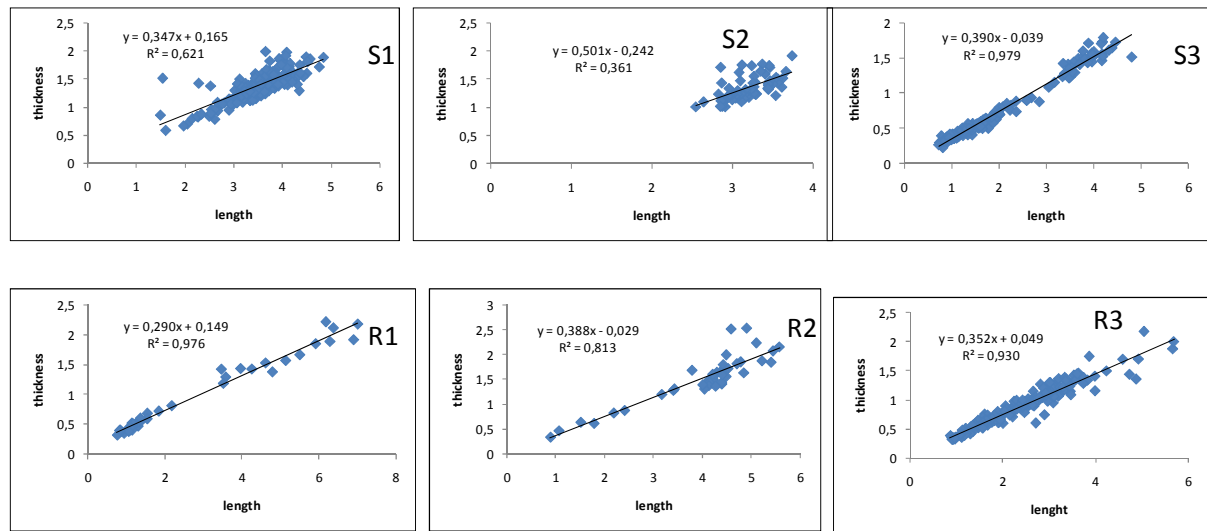 S1
y = 0,347x + 0,165
R² = 0,621
thickness
2,5
2
1,5
1
0,5
0
0 1 2 3 4 5 6
length
S2
y = 0,501x - 0,242
R² = 0,361
thickness
2,5
2
1,5
1
0,5
0
0 1 2 3 4
length
S3
y = 0,390x - 0,039
R² = 0,979
thickness
2,5
2
1,5
1
0,5
0
0 1 2 3 4 5 6
length
R1
y = 0,290x + 0,149
R² = 0,976
thickness
2,5
2
1,5
1
0,5
0
0 2 4 6 8
length
R2
y = 0,388x - 0,029
R² = 0,813
thickness
3
2,5
2
1,5
1
0,5
0
0 1 2 3 4 5 6
length
R3
y = 0,352x + 0,049
R² = 0,930
thickness
2,5
2
1,5
1
0,5
0
0 2 4 6
lenght